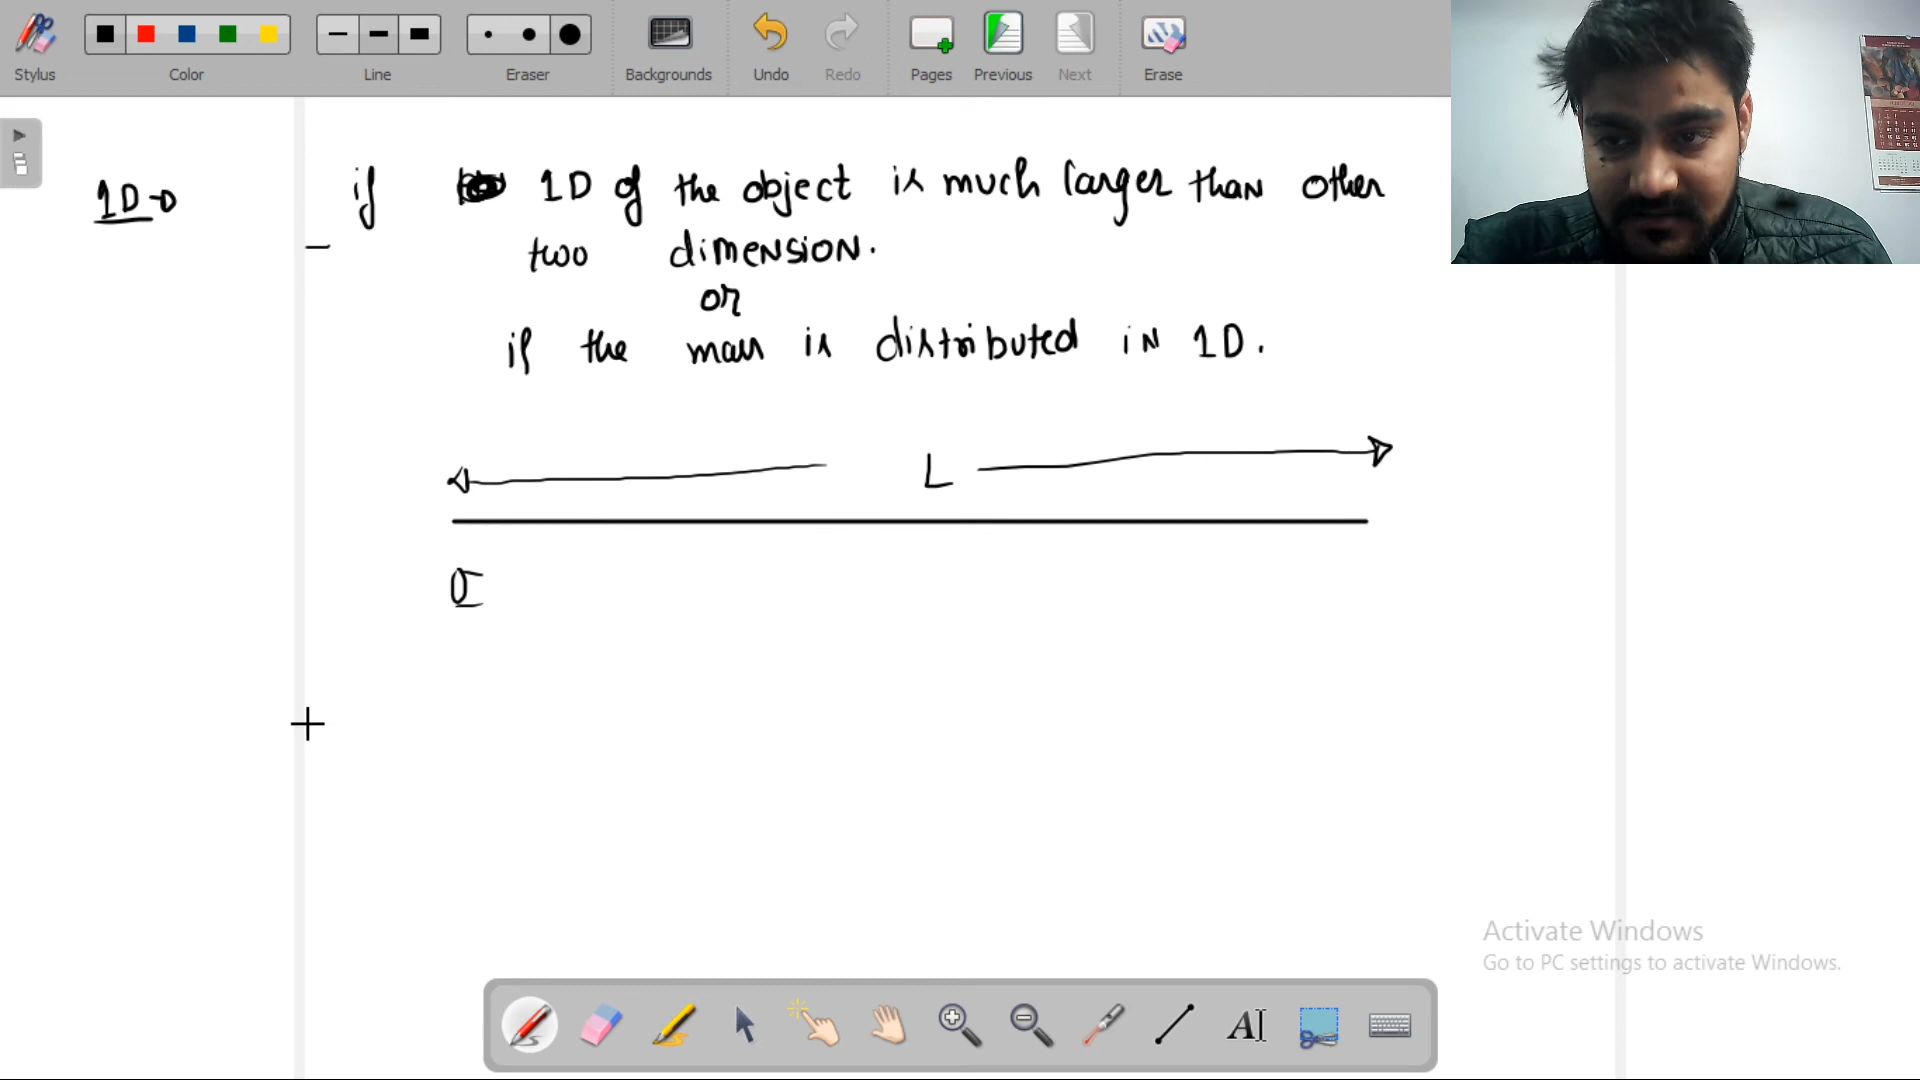 Stylus Color Line Eraser Backgrounds Undo Redo Pages Previous Next Erase
1D if 1D of the object is much larger than other
two dimension.
or
if the mass is distributed in 1D.
L
Activate Windows
Go to PC settings to activate Windows.
AI